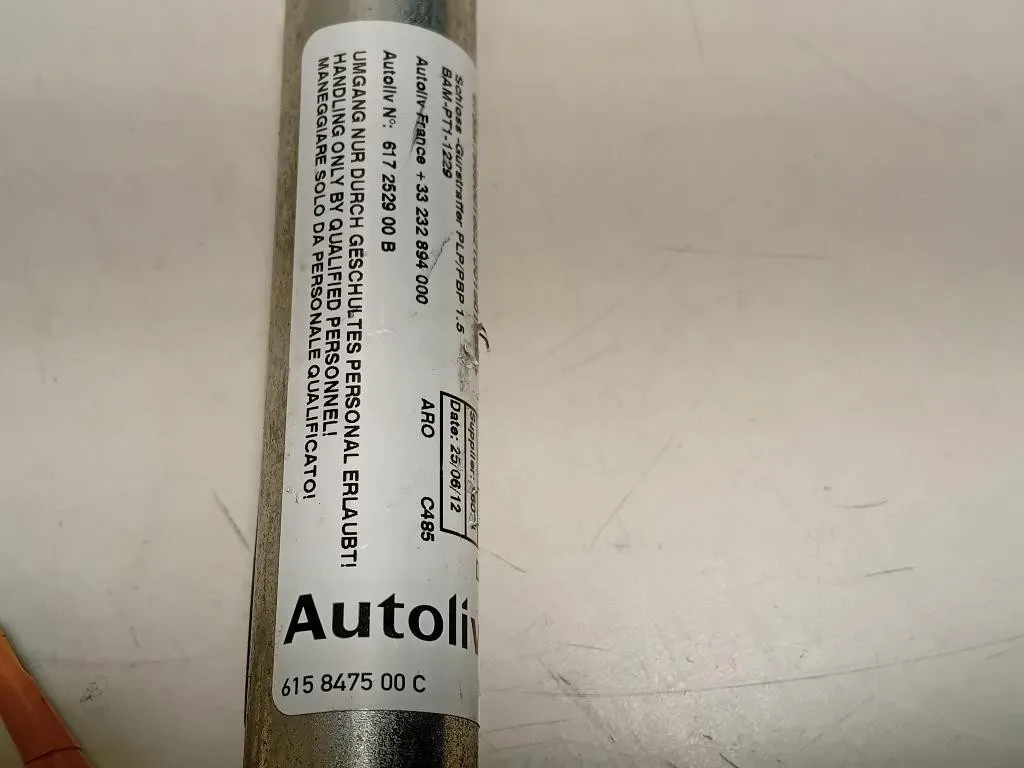 Schloss-Gurstraffer PLP/PBP 1.5
BAM-PT1-1229
Autoliv France +33 232 894 000
Autoliv N°: 617 2529 00 B
UMGANG NUR DURCH GESCHULTES PERSONAL ERLAUBT!
HANDLING ONLY BY QUALIFIED PERSONNEL!
MANEGGIARE SOLO DA PERSONALE QUALIFICATO!
Supplier:
Date: 25/06/12
ARO C485
Autoliv
615 8475 00 C